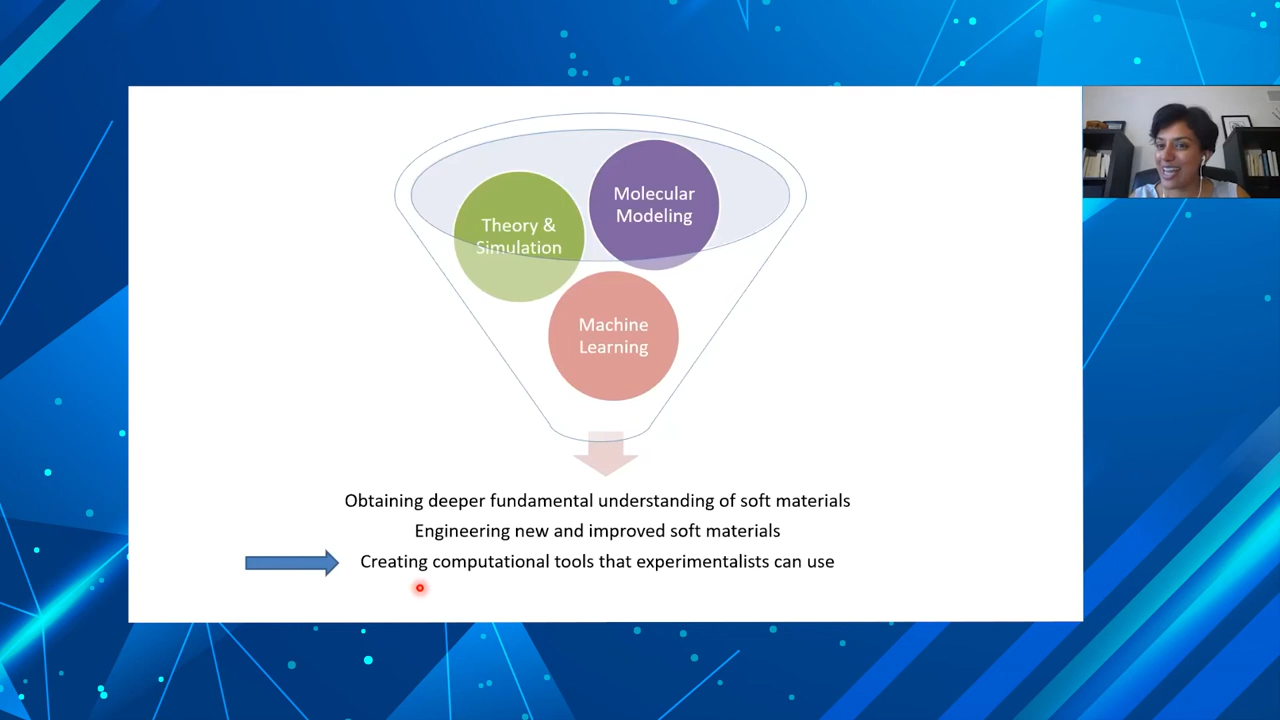 Molecular
Modeling
Theory &
Simulation
Machine
Learning
Obtaining deeper fundamental understanding of soft materials
Engineering new and improved soft materials
Creating computational tools that experimentalists can use